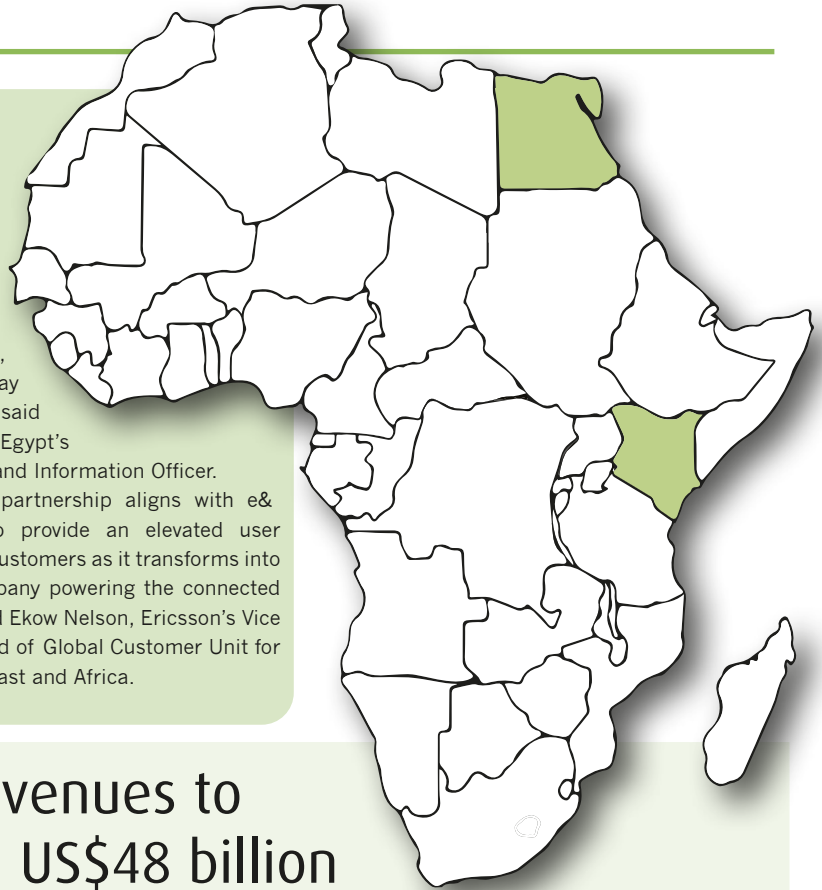 ,
ay
said
Egypt's
and Information Officer.
partnership aligns with e&
o provide an elevated user
ustomers as it transforms into
pany powering the connected
d Ekow Nelson, Ericsson's Vice
d of Global Customer Unit for
ast and Africa.
venues to
US$48 billion